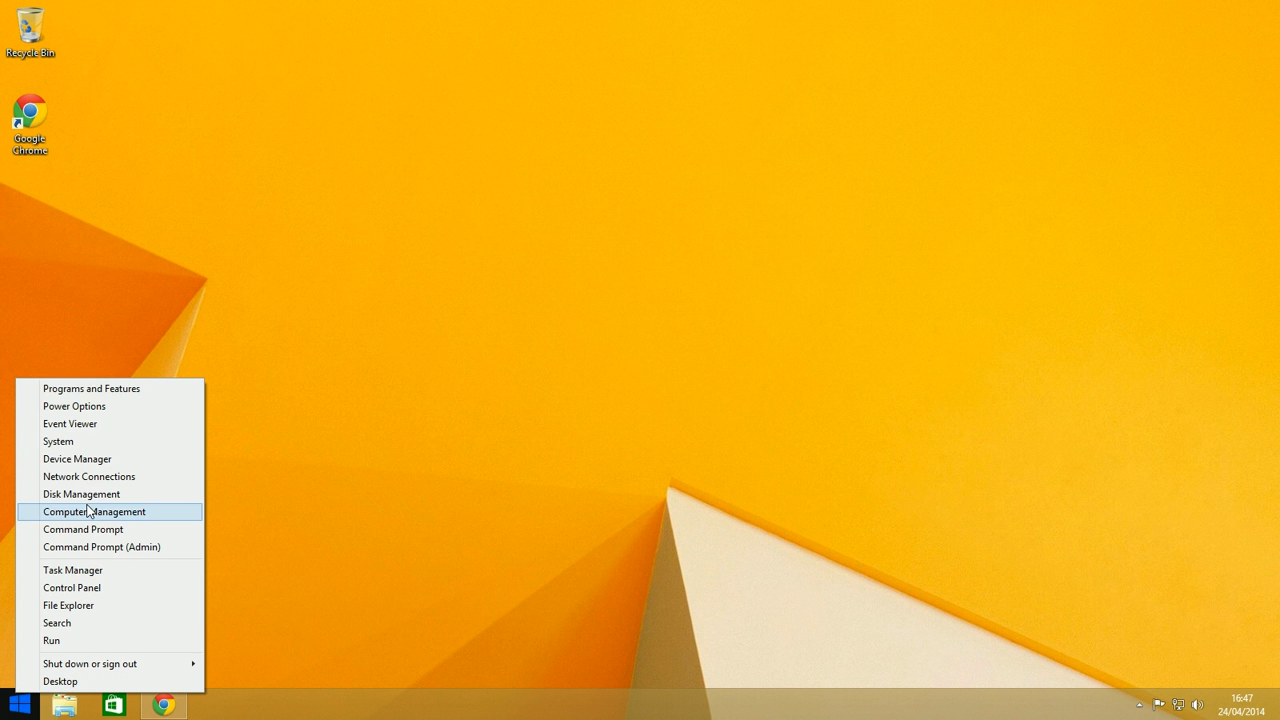 Recycle Bin
Google
Chrome
Programs and Features
Power Options
Event Viewer
System
Device Manager
Network Connections
Disk Management
Computer Management
Command Prompt
Command Prompt (Admin)
Task Manager
Control Panel
File Explorer
Search
Run
Shut down or sign out
Desktop
16:47
24/04/2014